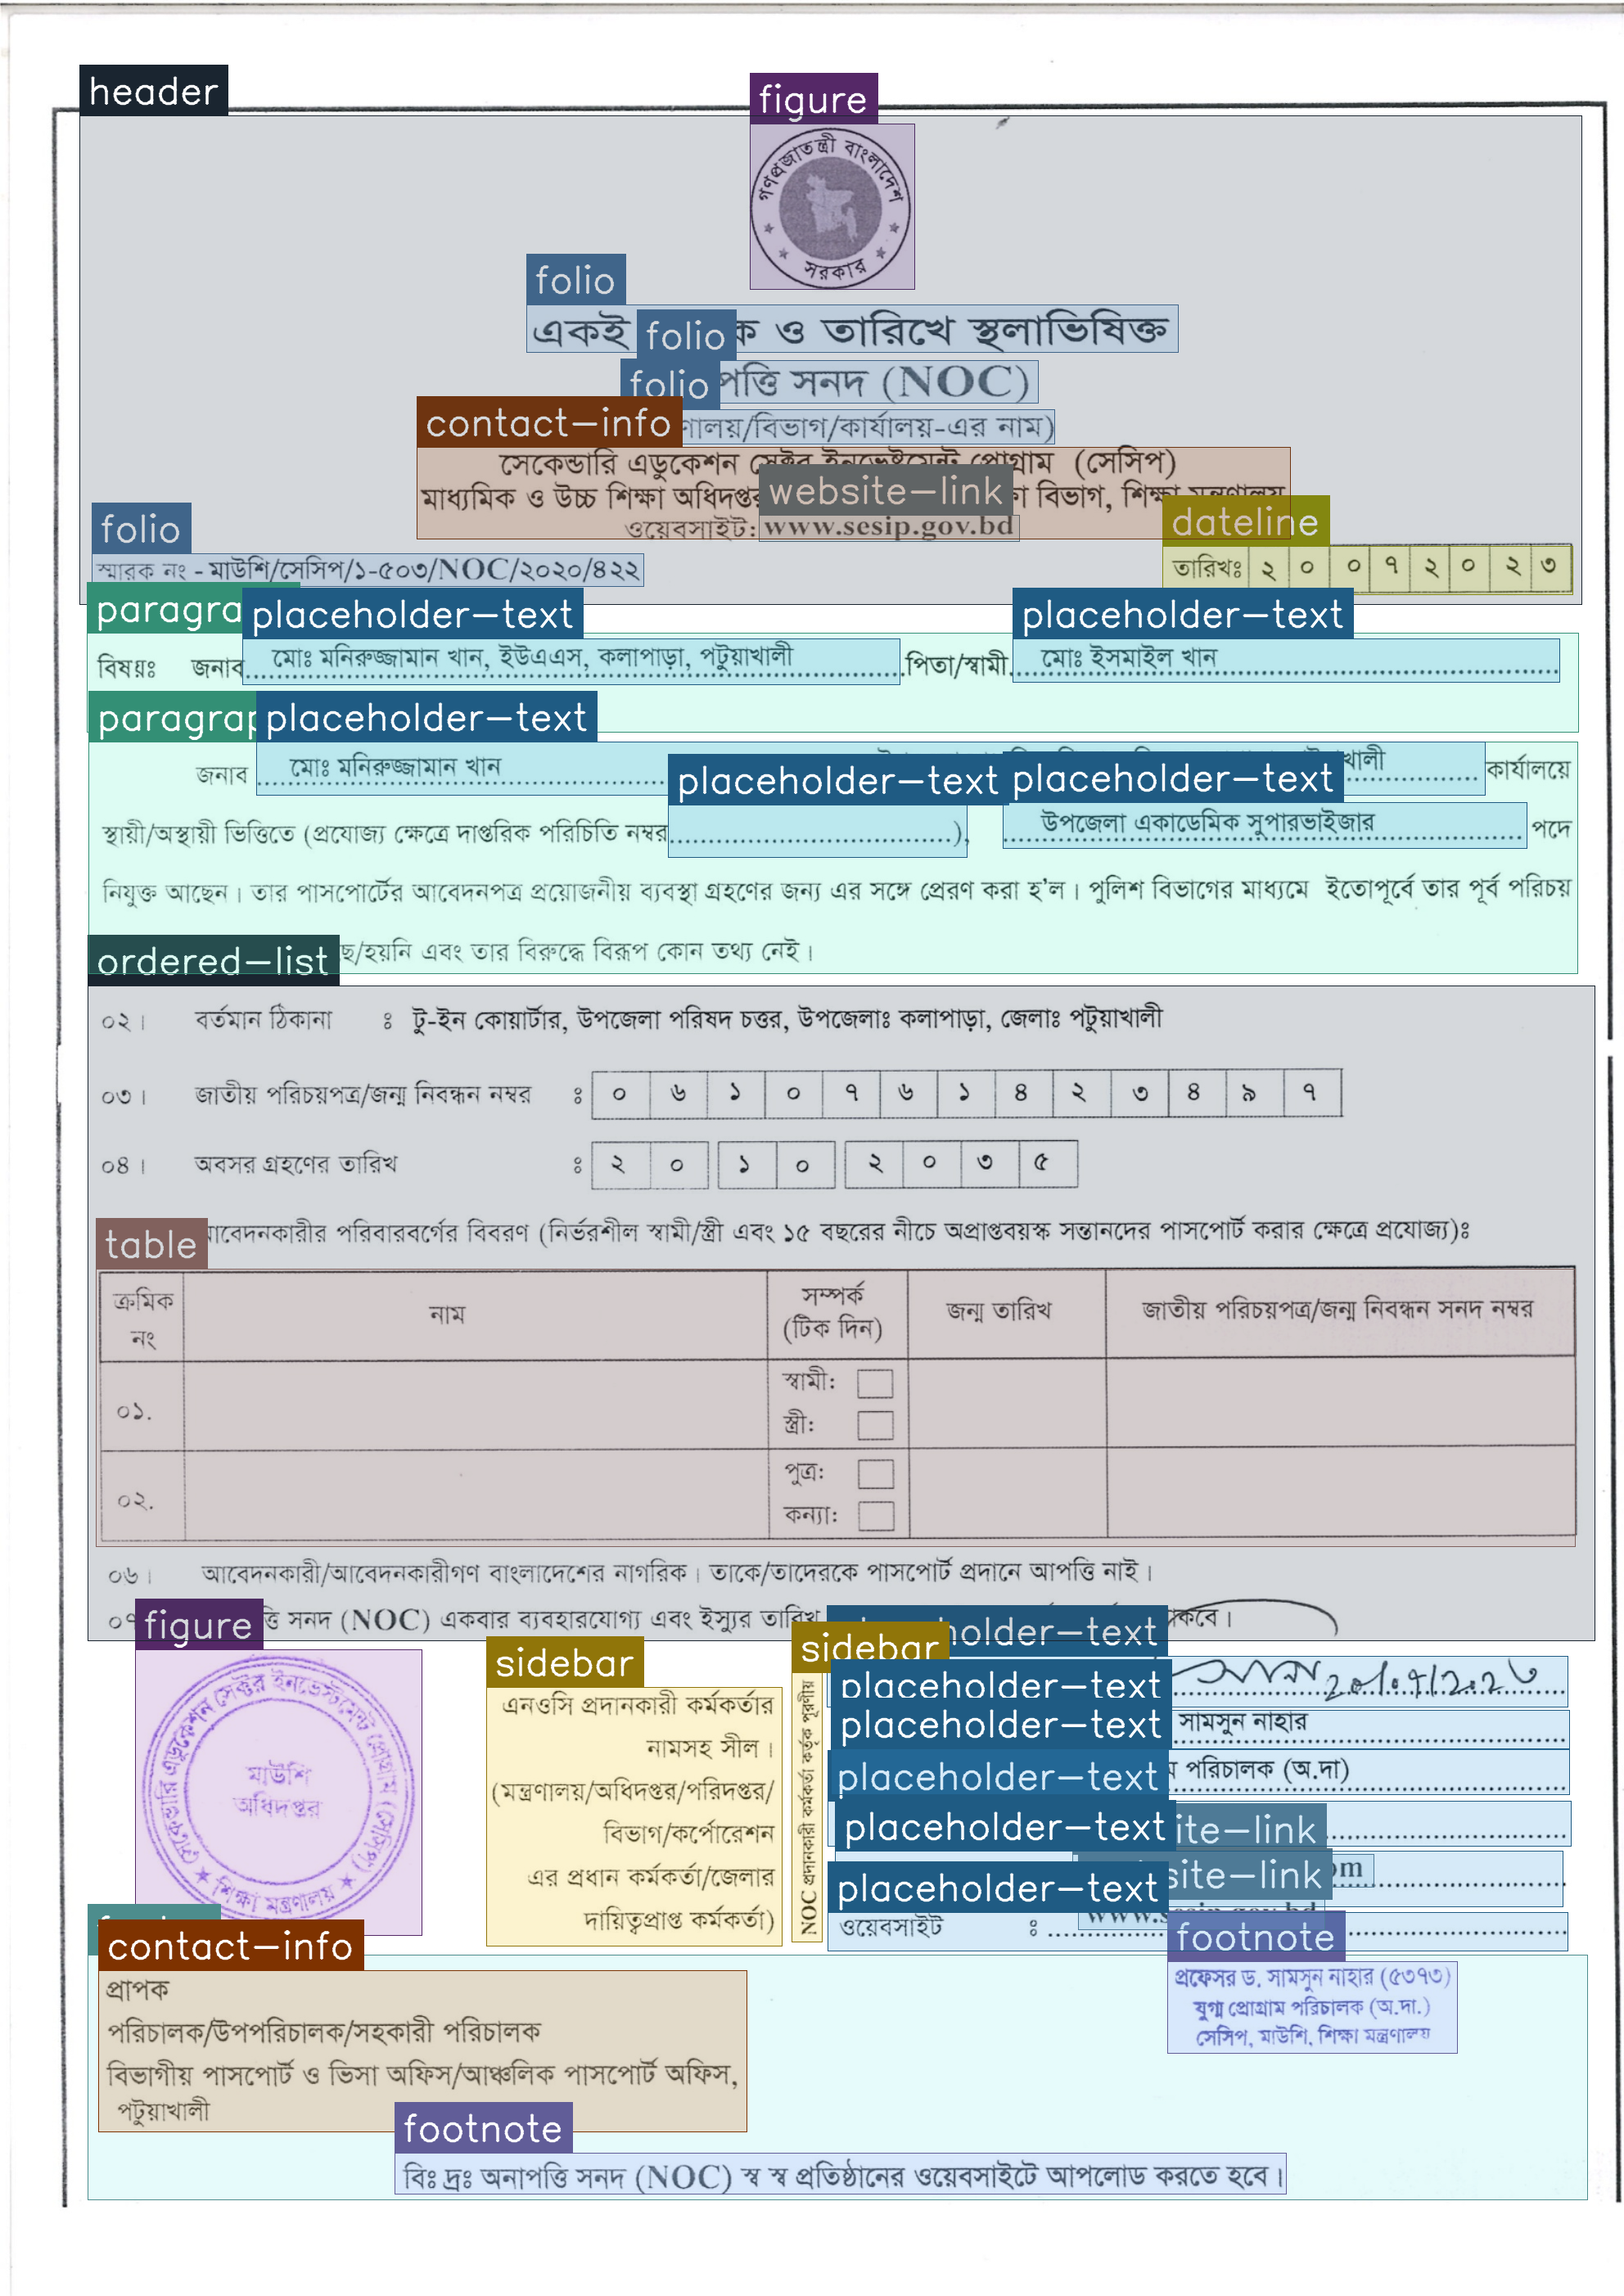 header
figure
গণপ্রজাতন্ত্রী বাংলাদেশ
সরকার
folio
একই ক ও তারিখে স্থলাভিষিক্ত
folio
folio
পত্তি সনদ (NOC)
contact-info
ণালয়/বিভাগ/কার্যালয়-এর নাম)
সেকেন্ডারি এডুকেশন সেক্টর ইনভেস্টমেন্ট প্রোগ্রাম (সেসিপ)
মাধ্যমিক ও উচ্চ শিক্ষা অধিদপ্তর website-link বিভাগ, শিক্ষা মন্ত্রণালয়
ওয়েবসাইট: www.sesip.gov.bd
folio
dateline
স্মারক নং - মাউশি/সেসিপ/১-৫০৩/NOC/২০২০/৪২২
তারিখঃ ২ ০ ০ ৭ ২ ০ ২ ৩
paragra placeholder-text placeholder-text
বিষয়ঃ জনাব মোঃ মনিরুজ্জামান খান, ইউএএস, কলাপাড়া, পটুয়াখালী পিতা/স্বামী মোঃ ইসমাইল খান
paragrap placeholder-text
জনাব মোঃ মনিরুজ্জামান খান খালী কার্যালয়ে
placeholder-text placeholder-text
স্থায়ী/অস্থায়ী ভিত্তিতে (প্রযোজ্য ক্ষেত্রে দাপ্তরিক পরিচিতি নম্বর..............................), উপজেলা একাডেমিক সুপারভাইজার পদে
নিযুক্ত আছেন। তার পাসপোর্টের আবেদনপত্র প্রয়োজনীয় ব্যবস্থা গ্রহণের জন্য এর সঙ্গে প্রেরণ করা হ'ল। পুলিশ বিভাগের মাধ্যমে ইতোপূর্বে তার পূর্ব পরিচয়
ordered-list ছে/হয়নি এবং তার বিরুদ্ধে বিরূপ কোন তথ্য নেই।
০২। বর্তমান ঠিকানা ঃ টু-ইন কোয়ার্টার, উপজেলা পরিষদ চত্তর, উপজেলাঃ কলাপাড়া, জেলাঃ পটুয়াখালী
০৩। জাতীয় পরিচয়পত্র/জন্ম নিবন্ধন নম্বর ঃ ০ ৬ ১ ০ ৭ ৬ ১ ৪ ২ ৩ ৪ ৯ ৭
০৪। অবসর গ্রহণের তারিখ ঃ ২ ০ ১ ০ ২ ০ ৩ ৫
table আবেদনকারীর পরিবারবর্গের বিবরণ (নির্ভরশীল স্বামী/স্ত্রী এবং ১৫ বছরের নীচে অপ্রাপ্তবয়স্ক সন্তানদের পাসপোর্ট করার ক্ষেত্রে প্রযোজ্য)ঃ
ক্রমিক নং নাম সম্পর্ক (টিক দিন) জন্ম তারিখ জাতীয় পরিচয়পত্র/জন্ম নিবন্ধন সনদ নম্বর
০১. স্বামী:
স্ত্রী:
০২. পুত্র:
কন্যা:
০৬। আবেদনকারী/আবেদনকারীগণ বাংলাদেশের নাগরিক। তাকে/তাদেরকে পাসপোর্ট প্রদানে আপত্তি নাই।
ত্তি সনদ (NOC) একবার ব্যবহারযোগ্য এবং ইস্যুর তারিখ থাকবে।
figure
সেকেন্ডারি এডুকেশন সেক্টর ইনভেস্টমেন্ট প্রোগ্রাম (সেসিপ)
মাউশি
অধিদপ্তর
শিক্ষা মন্ত্রণালয়
sidebar
এনওসি প্রদানকারী কর্মকর্তার
নামসহ সীল।
(মন্ত্রণালয়/অধিদপ্তর/পরিদপ্তর/
বিভাগ/কর্পোরেশন
এর প্রধান কর্মকর্তা/জেলার
দায়িত্বপ্রাপ্ত কর্মকর্তা)
sidebar
NOC প্রদানকারী কর্মকর্তা কর্তৃক পূরণীয়
holder-text
placeholder-text ২০/০৭/২০২৩
placeholder-text সামসুন নাহার
placeholder-text পরিচালক (অ.দা)
placeholder-text ite-link
placeholder-text site-link om
ওয়েবসাইট ঃ www.sesip.gov.bd
footnote
প্রফেসর ড. সামসুন নাহার (৫৩৭৩)
যুগ্ম প্রোগ্রাম পরিচালক (অ.দা.)
সেসিপ, মাউশি, শিক্ষা মন্ত্রণালয়
contact-info
প্রাপক
পরিচালক/উপপরিচালক/সহকারী পরিচালক
বিভাগীয় পাসপোর্ট ও ভিসা অফিস/আঞ্চলিক পাসপোর্ট অফিস,
পটুয়াখালী
footnote
বিঃ দ্রঃ অনাপত্তি সনদ (NOC) স্ব স্ব প্রতিষ্ঠানের ওয়েবসাইটে আপলোড করতে হবে।